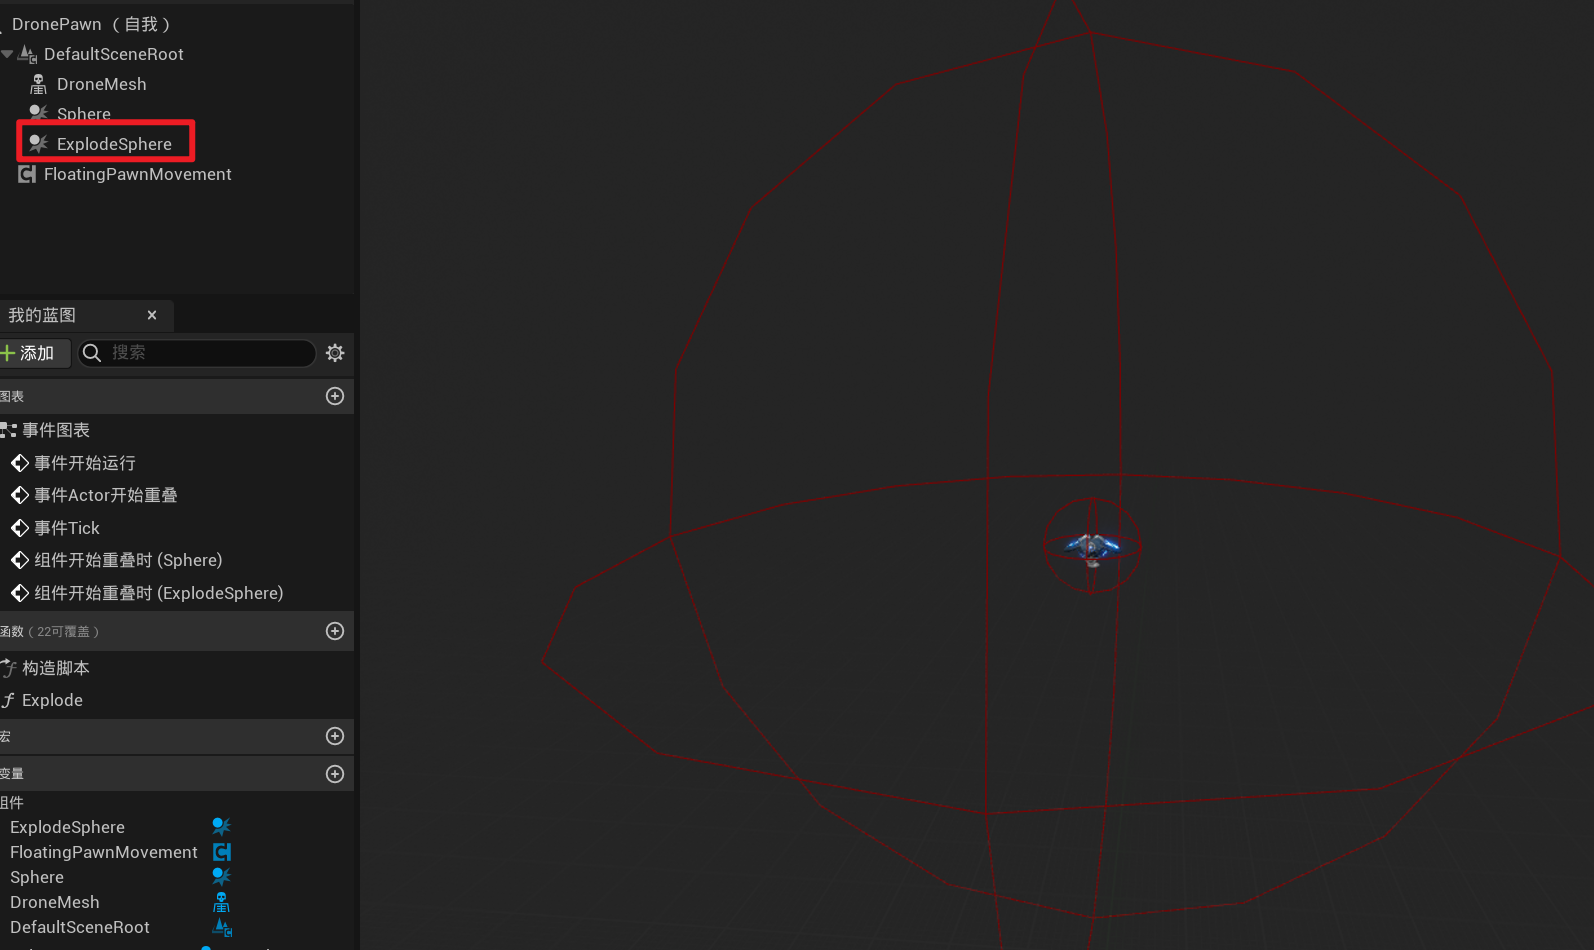 DronePawn （自我）
DefaultSceneRoot
DroneMesh
Sphere
ExplodeSphere
FloatingPawnMovement
我的蓝图
添加
搜索
图表
事件图表
事件开始运行
事件Actor开始重叠
事件Tick
组件开始重叠时 (Sphere)
组件开始重叠时 (ExplodeSphere)
函数（22可覆盖）
构造脚本
Explode
宏
变量
组件
ExplodeSphere
FloatingPawnMovement
Sphere
DroneMesh
DefaultSceneRoot